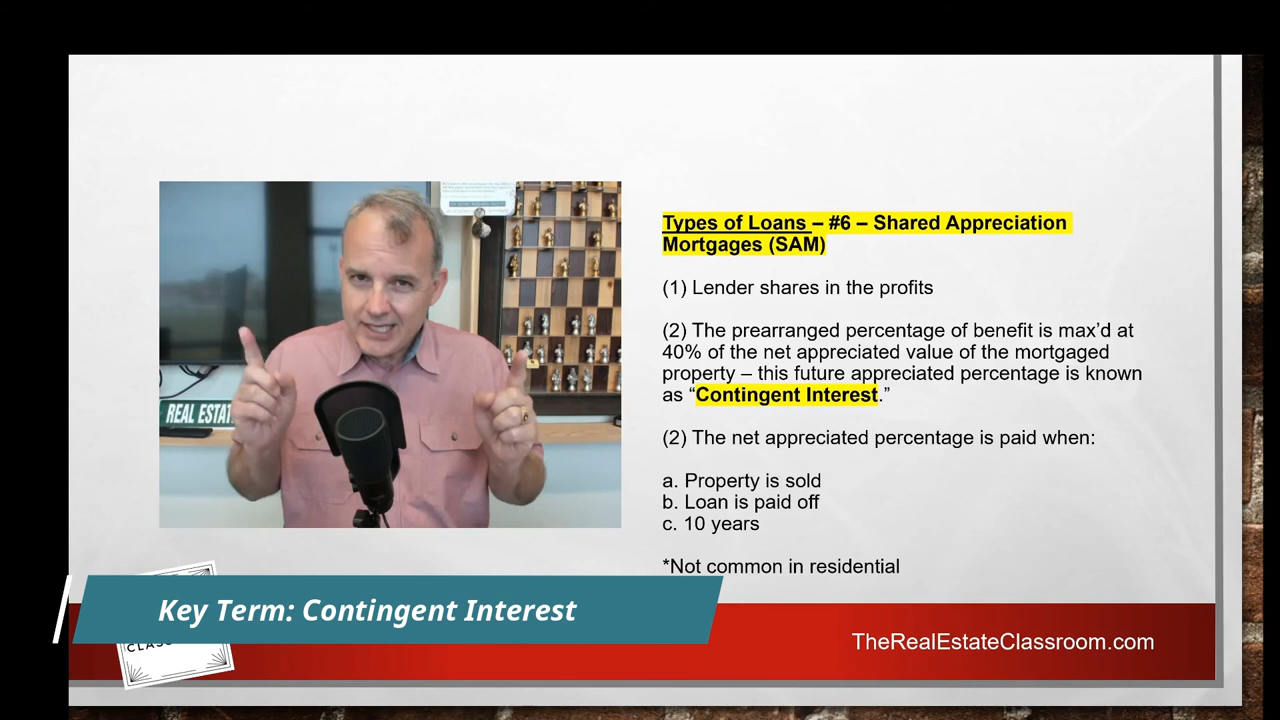 Types of Loans – #6 – Shared Appreciation
Mortgages (SAM)
(1) Lender shares in the profits
(2) The prearranged percentage of benefit is max’d at
40% of the net appreciated value of the mortgaged
property – this future appreciated percentage is known
as “Contingent Interest.”
(2) The net appreciated percentage is paid when:
a. Property is sold
b. Loan is paid off
c. 10 years
*Not common in residential
REAL ESTAT
Key Term: Contingent Interest
TheRealEstateClassroom.com